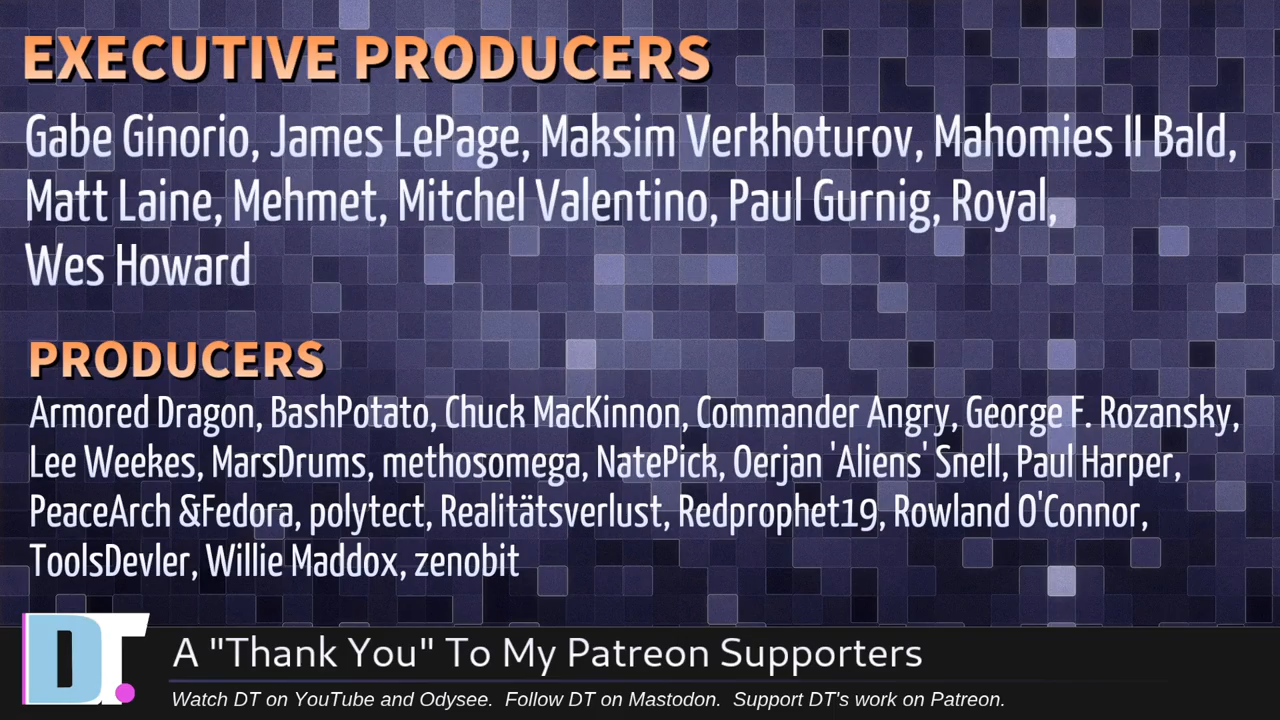 EXECUTIVE PRODUCERS
Gabe Ginorio, James LePage, Maksim Verkhoturov, Mahomies II Bald,
Matt Laine, Mehmet, Mitchel Valentino, Paul Gurnig, Royal,
Wes Howard
PRODUCERS
Armored Dragon, BashPotato, Chuck MacKinnon, Commander Angry, George F. Rozansky,
Lee Weekes, MarsDrums, methosomega, NatePick, Oerjan 'Aliens' Snell, Paul Harper,
PeaceArch &Fedora, polytect, Realitätsverlust, Redprophet19, Rowland O'Connor,
ToolsDevler, Willie Maddox, zenobit
DT.
A "Thank You" To My Patreon Supporters
Watch DT on YouTube and Odysee. Follow DT on Mastodon. Support DT's work on Patreon.